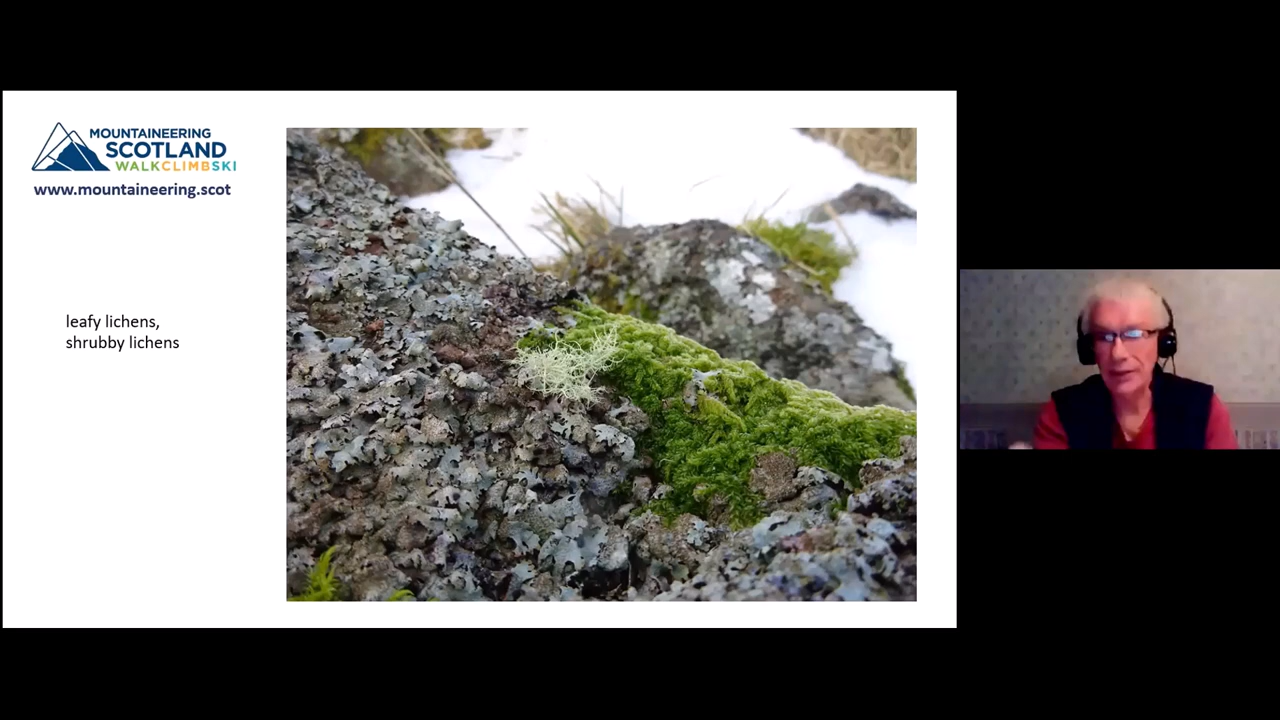 MOUNTAINEERING
SCOTLAND
WALKCLIMBSKI
www.mountaineering.scot
leafy lichens,
shrubby lichens